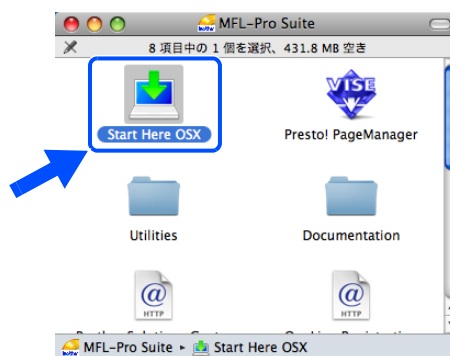 MFL-Pro Suite
8 項目中の 1 個を選択、431.8 MB 空き
VISE
Start Here OSX
Presto! PageManager
Utilities
Documentation
@
HTTP
@
HTTP
MFL-Pro Suite ▸ Start Here OSX